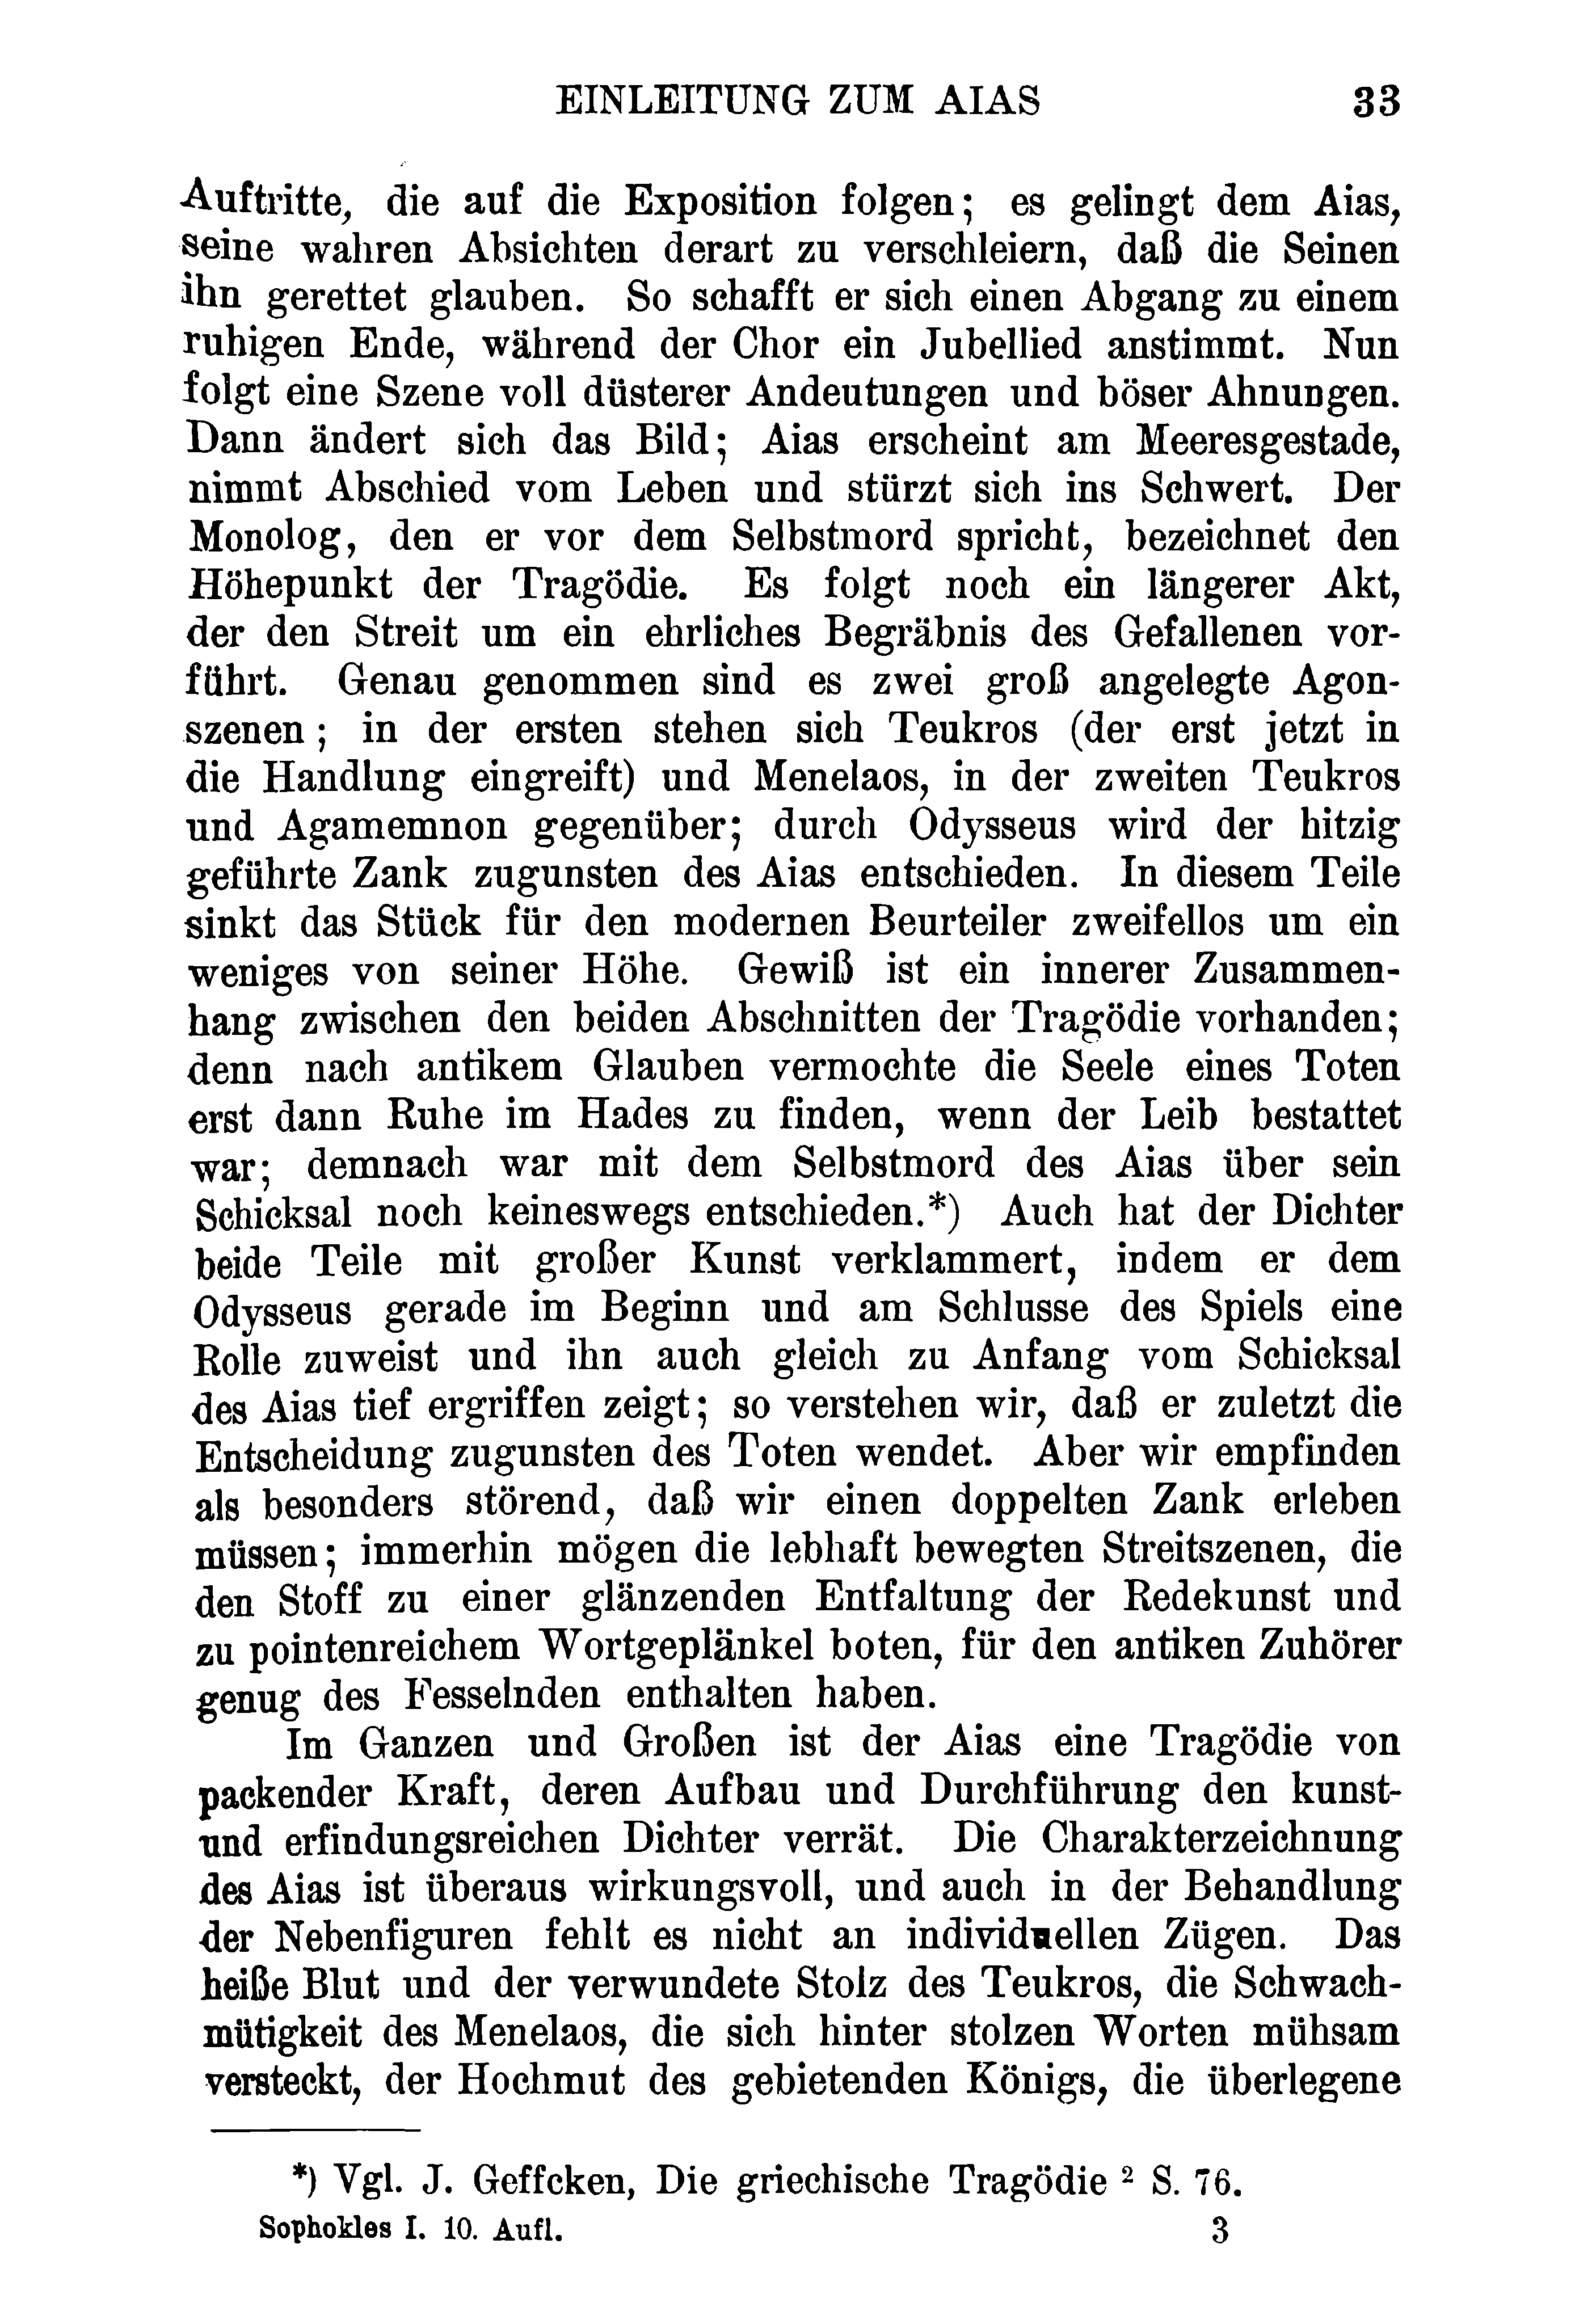 EINLEITUNG ZUM AIAS 33
Auftritte, die auf die Exposition folgen; es gelingt dem Aias,
seine wahren Absichten derart zu verschleiern, daß die Seinen
ihn gerettet glauben. So schafft er sich einen Abgang zu einem
ruhigen Ende, während der Chor ein Jubellied anstimmt. Nun
folgt eine Szene voll düsterer Andeutungen und böser Ahnungen.
Dann ändert sich das Bild; Aias erscheint am Meeresgestade,
nimmt Abschied vom Leben und stürzt sich ins Schwert. Der
Monolog, den er vor dem Selbstmord spricht, bezeichnet den
Höhepunkt der Tragödie. Es folgt noch ein längerer Akt,
der den Streit um ein ehrliches Begräbnis des Gefallenen vor-
führt. Genau genommen sind es zwei groß angelegte Agon-
szenen; in der ersten stehen sich Teukros (der erst jetzt in
die Handlung eingreift) und Menelaos, in der zweiten Teukros
und Agamemnon gegenüber; durch Odysseus wird der hitzig
geführte Zank zugunsten des Aias entschieden. In diesem Teile
sinkt das Stück für den modernen Beurteiler zweifellos um ein
weniges von seiner Höhe. Gewiß ist ein innerer Zusammen-
hang zwischen den beiden Abschnitten der Tragödie vorhanden;
denn nach antikem Glauben vermochte die Seele eines Toten
erst dann Ruhe im Hades zu finden, wenn der Leib bestattet
war; demnach war mit dem Selbstmord des Aias über sein
Schicksal noch keineswegs entschieden.*) Auch hat der Dichter
beide Teile mit großer Kunst verklammert, indem er dem
Odysseus gerade im Beginn und am Schlusse des Spiels eine
Rolle zuweist und ihn auch gleich zu Anfang vom Schicksal
des Aias tief ergriffen zeigt; so verstehen wir, daß er zuletzt die
Entscheidung zugunsten des Toten wendet. Aber wir empfinden
als besonders störend, daß wir einen doppelten Zank erleben
müssen; immerhin mögen die lebhaft bewegten Streitszenen, die
den Stoff zu einer glänzenden Entfaltung der Redekunst und
zu pointenreichem Wortgeplänkel boten, für den antiken Zuhörer
genug des Fesselnden enthalten haben.
Im Ganzen und Großen ist der Aias eine Tragödie von
packender Kraft, deren Aufbau und Durchführung den kunst-
und erfindungsreichen Dichter verrät. Die Charakterzeichnung
des Aias ist überaus wirkungsvoll, und auch in der Behandlung
der Nebenfiguren fehlt es nicht an individuellen Zügen. Das
heiße Blut und der verwundete Stolz des Teukros, die Schwach-
mütigkeit des Menelaos, die sich hinter stolzen Worten mühsam
versteckt, der Hochmut des gebietenden Königs, die überlegene
*) Vgl. J. Geffcken, Die griechische Tragödie ² S. 76.
Sophokles I. 10. Aufl. 3